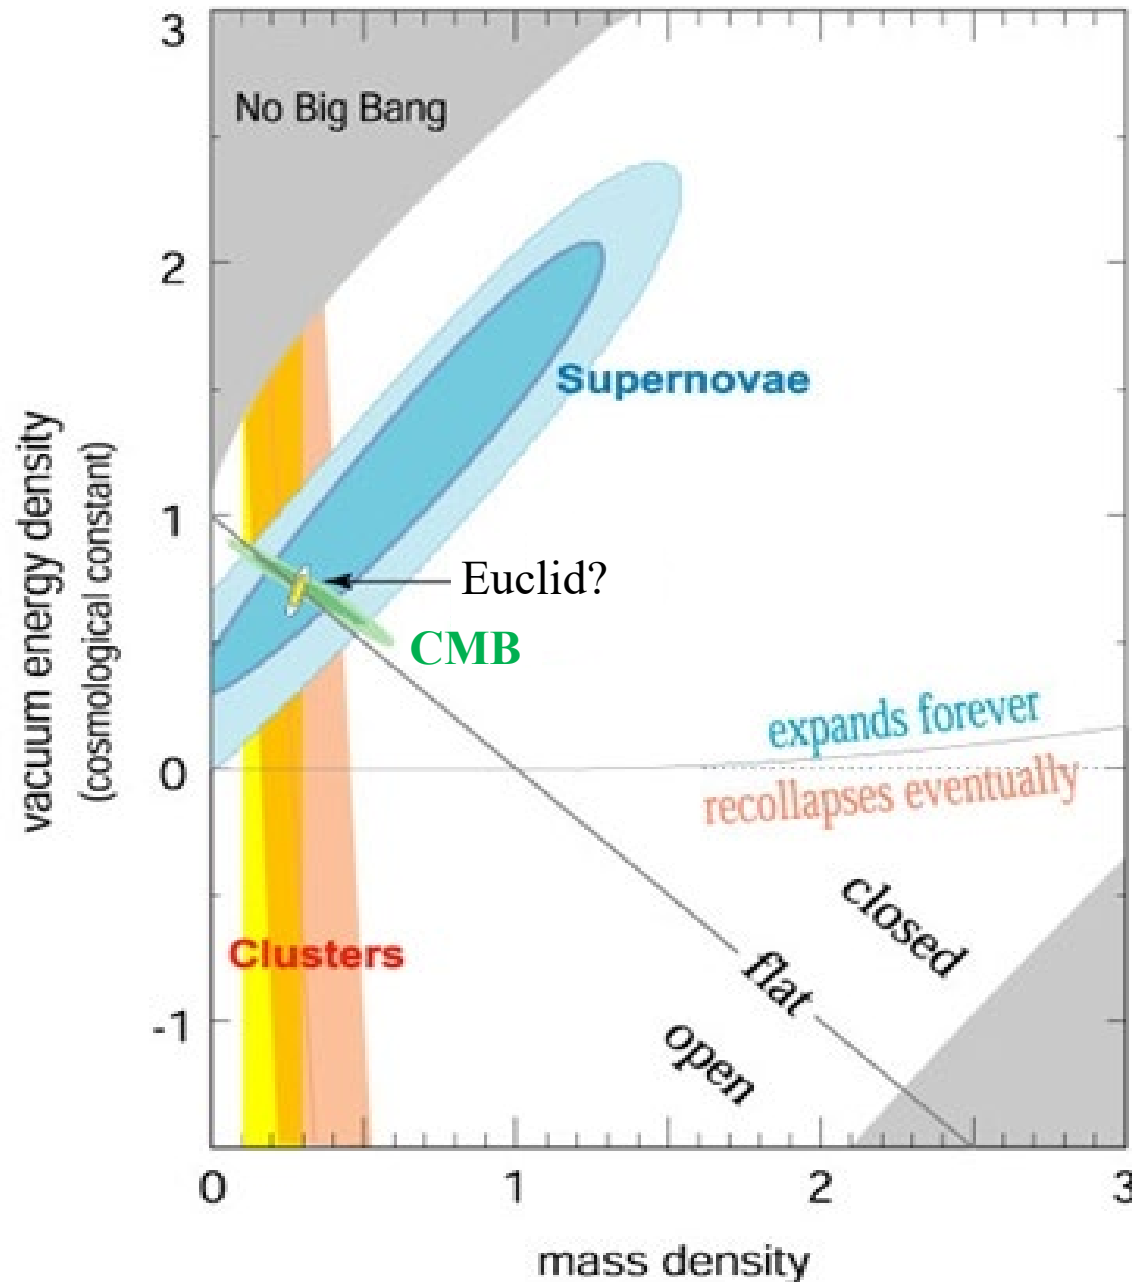 3
No Big Bang
2
Supernovae
1
Euclid?
CMB
vacuum energy density
(cosmological constant)
expands forever
0
recollapses eventually
closed
Clusters
flat
-1
open
0
1
2
3
mass density